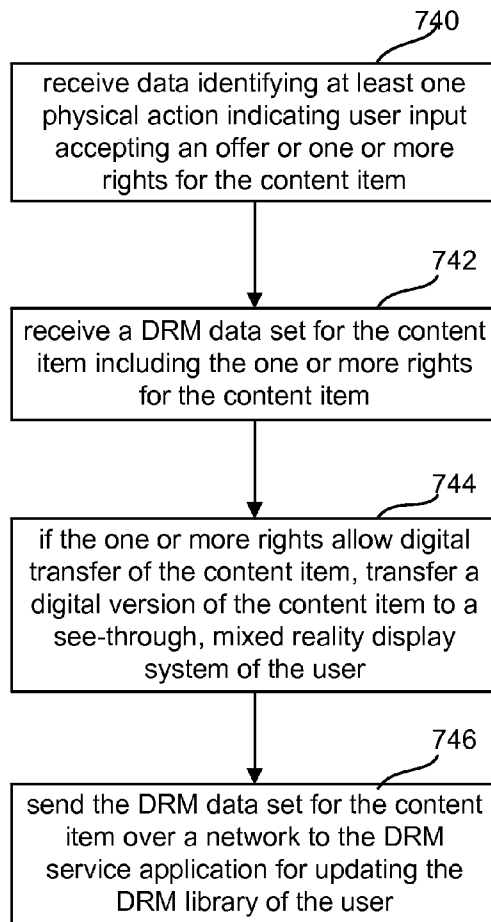 740
receive data identifying at least one
physical action indicating user input
accepting an offer or one or more
rights for the content item
742
receive a DRM data set for the content
item including the one or more rights
for the content item
744
if the one or more rights allow digital
transfer of the content item, transfer a
digital version of the content item to a
see-through, mixed reality display
system of the user
746
send the DRM data set for the content
item over a network to the DRM
service application for updating the
DRM library of the user